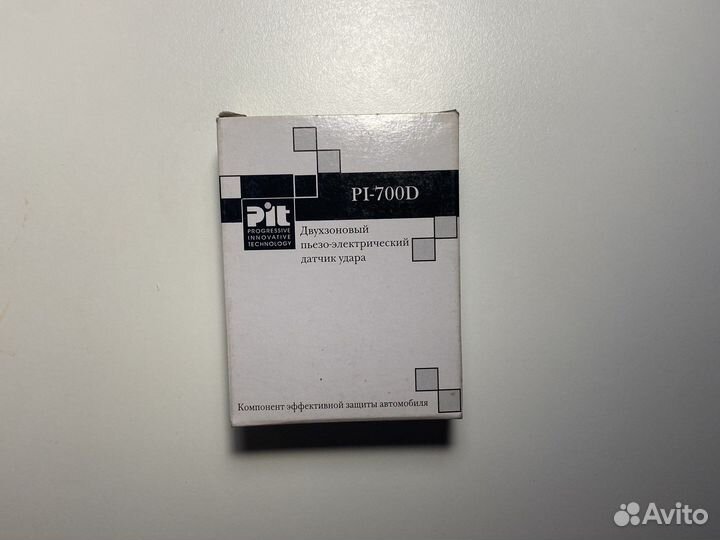 PI-700D
Pit
PROGRESSIVE
INNOVATIVE
TECHNOLOGY
Двухзоновый
пьезо-электрический
датчик удара
Компонент эффективной защиты автомобиля
Avito